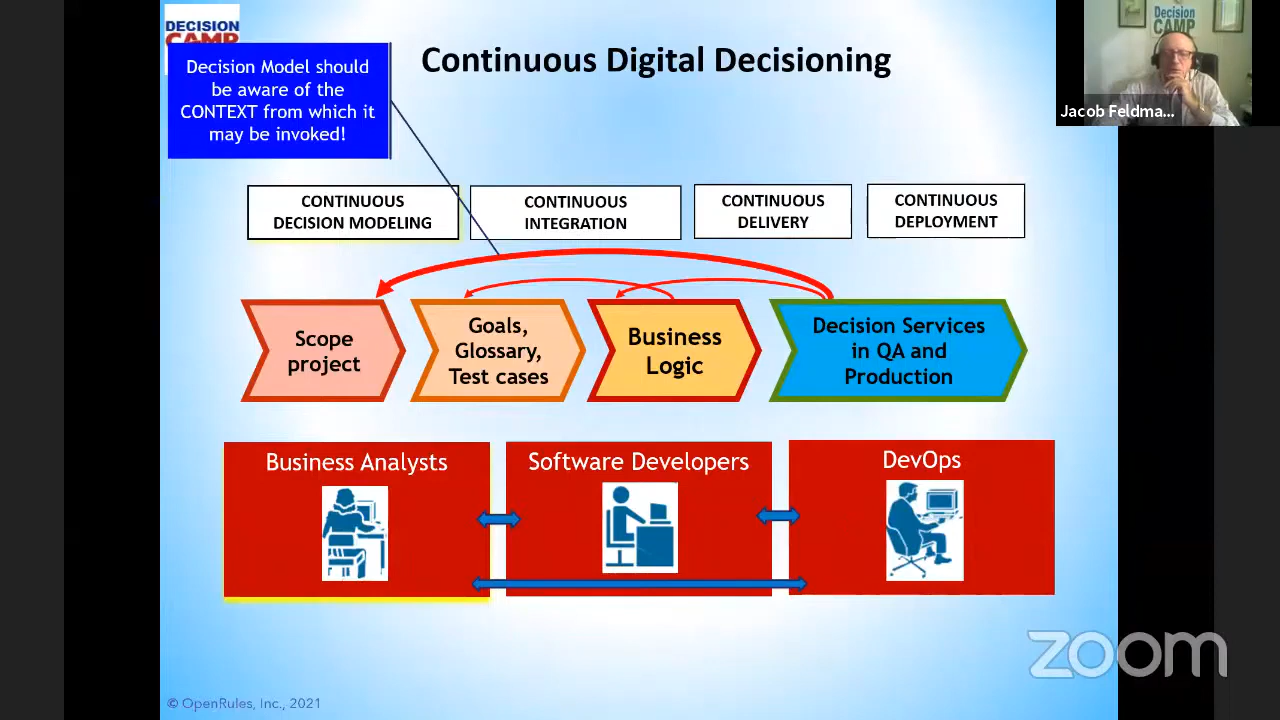 DECISION
CAMP
Decision Model should
be aware of the
CONTEXT from which it
may be invoked!
Continuous Digital Decisioning
Decision
CAMP
Jacob Feldma...
CONTINUOUS
DECISION MODELING
CONTINUOUS
INTEGRATION
CONTINUOUS
DELIVERY
CONTINUOUS
DEPLOYMENT
Scope
project
Goals,
Glossary,
Test cases
Business
Logic
Decision Services
in QA and
Production
Business Analysts
Software Developers
DevOps
zoom
© OpenRules, Inc., 2021